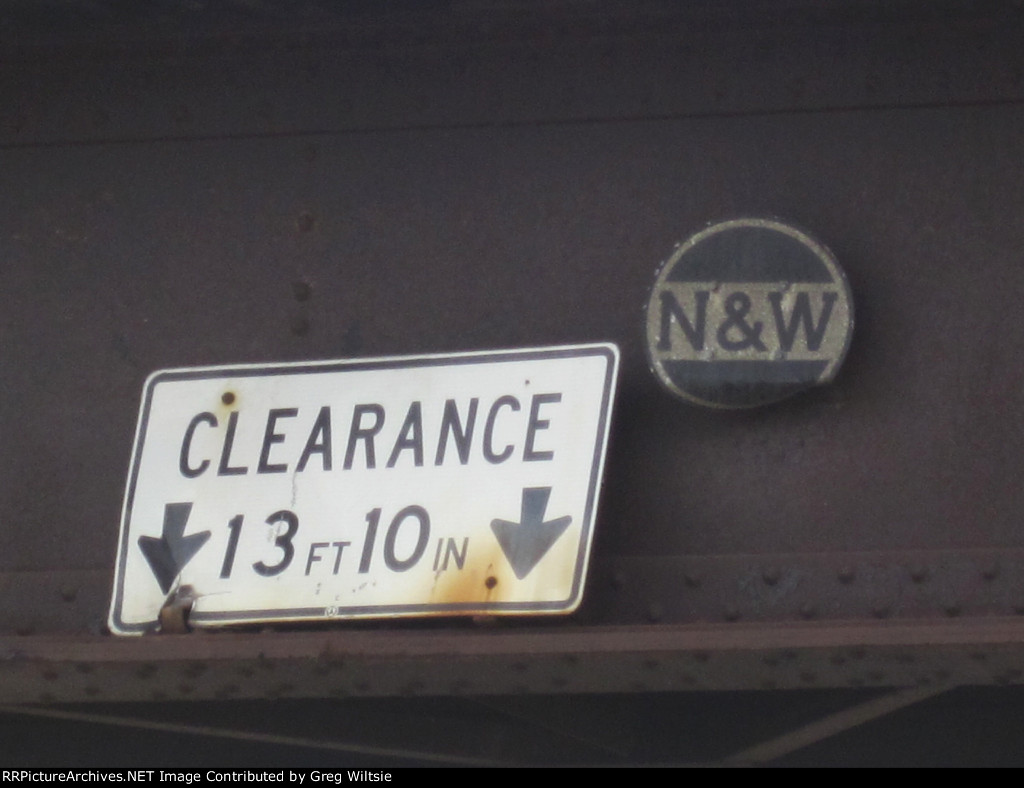 N&W
CLEARANCE
13 FT 10 IN
RRPictureArchives.NET Image Contributed by Greg Wiltsie